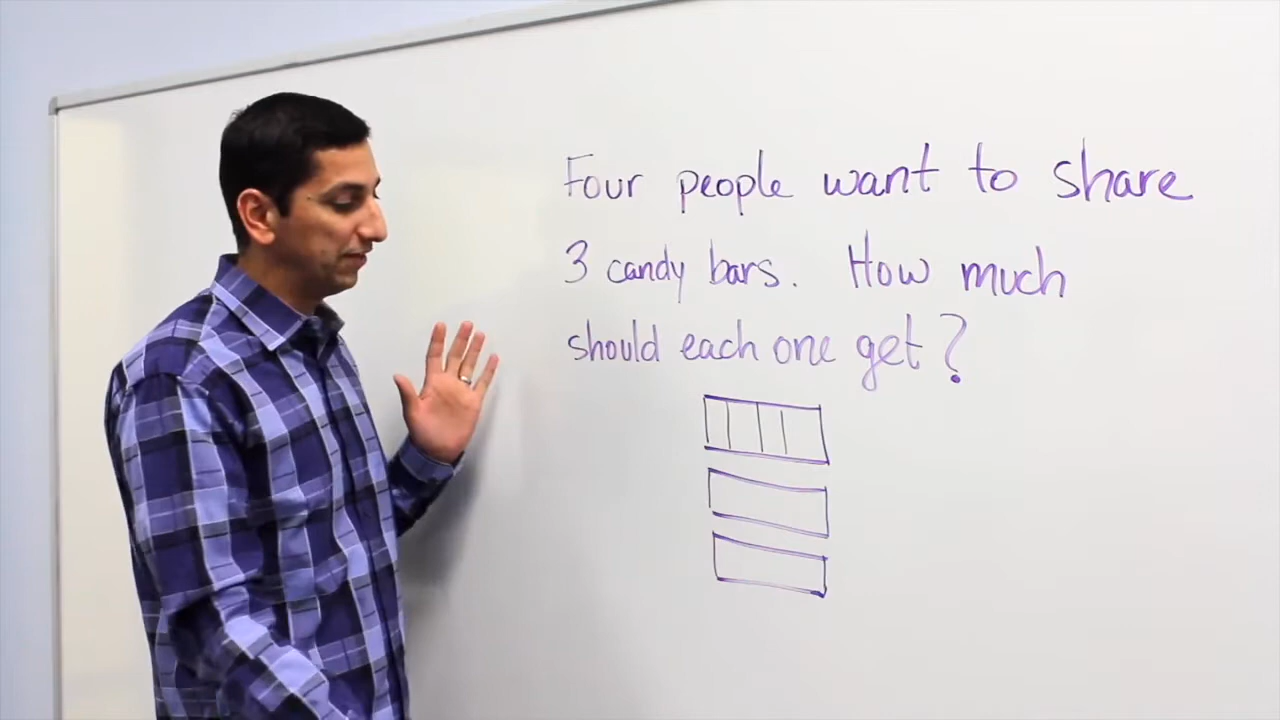 Four people want to share
3 candy bars. How much
should each one get?